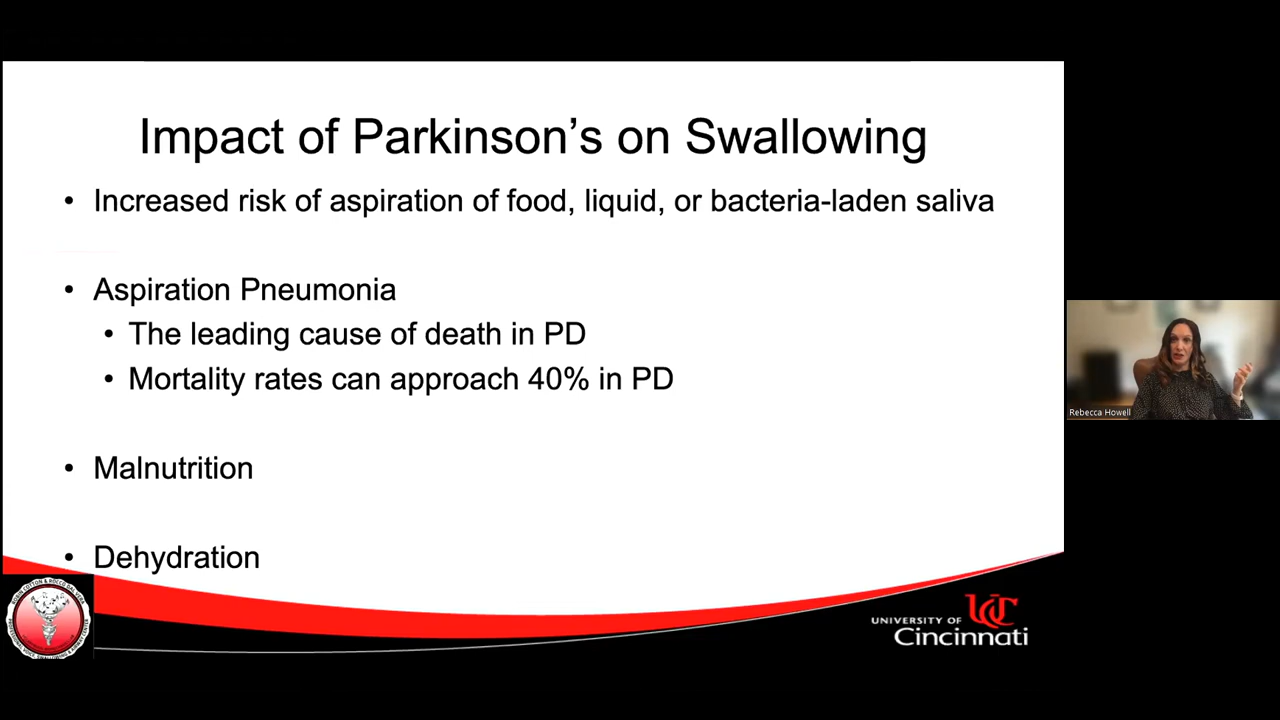 Impact of Parkinson's on Swallowing
• Increased risk of aspiration of food, liquid, or bacteria-laden saliva
• Aspiration Pneumonia
• The leading cause of death in PD
• Mortality rates can approach 40% in PD
• Malnutrition
• Dehydration
UNIVERSITY OF
Cincinnati
UC
Rebecca Howell